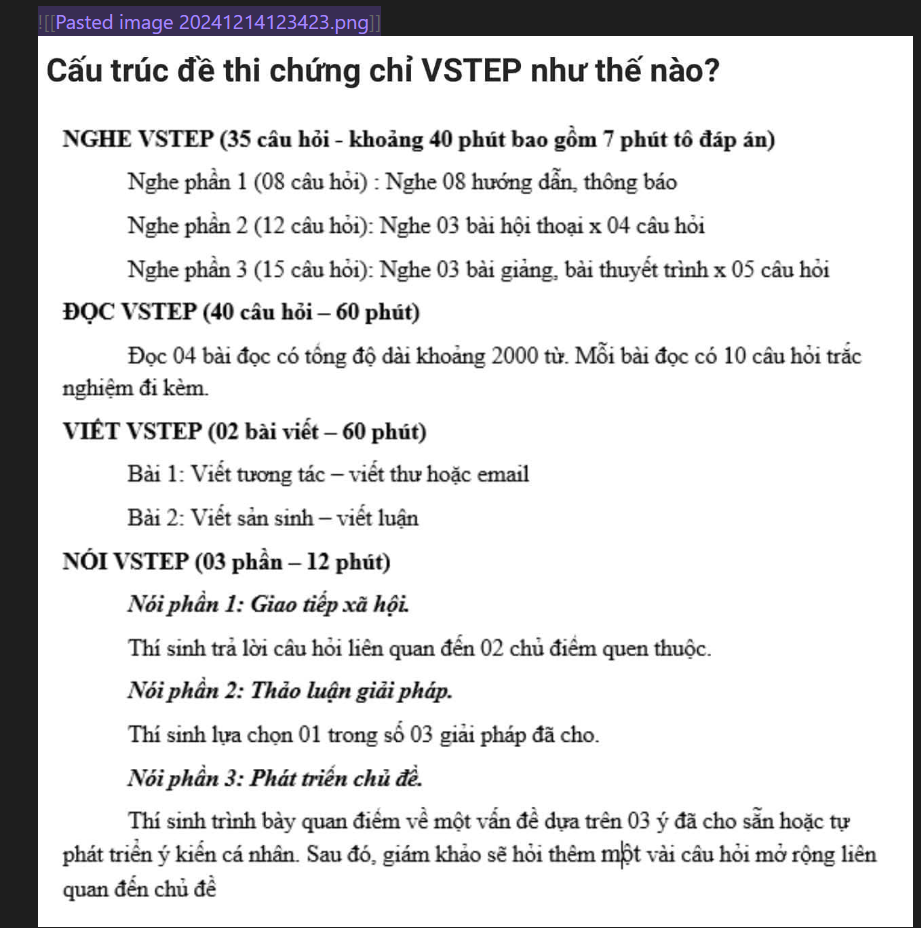 ![[Pasted image 20241214123423.png]]
Cấu trúc đề thi chứng chỉ VSTEP như thế nào?
NGHE VSTEP (35 câu hỏi - khoảng 40 phút bao gồm 7 phút tô đáp án)
Nghe phần 1 (08 câu hỏi) : Nghe 08 hướng dẫn, thông báo
Nghe phần 2 (12 câu hỏi): Nghe 03 bài hội thoại x 04 câu hỏi
Nghe phần 3 (15 câu hỏi): Nghe 03 bài giảng, bài thuyết trình x 05 câu hỏi
ĐỌC VSTEP (40 câu hỏi – 60 phút)
Đọc 04 bài đọc có tổng độ dài khoảng 2000 từ. Mỗi bài đọc có 10 câu hỏi trắc
nghiệm đi kèm.
VIẾT VSTEP (02 bài viết – 60 phút)
Bài 1: Viết tương tác – viết thư hoặc email
Bài 2: Viết sản sinh – viết luận
NÓI VSTEP (03 phần – 12 phút)
Nói phần 1: Giao tiếp xã hội.
Thí sinh trả lời câu hỏi liên quan đến 02 chủ điểm quen thuộc.
Nói phần 2: Thảo luận giải pháp.
Thí sinh lựa chọn 01 trong số 03 giải pháp đã cho.
Nói phần 3: Phát triển chủ đề.
Thí sinh trình bày quan điểm về một vấn đề dựa trên 03 ý đã cho sẵn hoặc tự
phát triển ý kiến cá nhân. Sau đó, giám khảo sẽ hỏi thêm một vài câu hỏi mở rộng liên
quan đến chủ đề